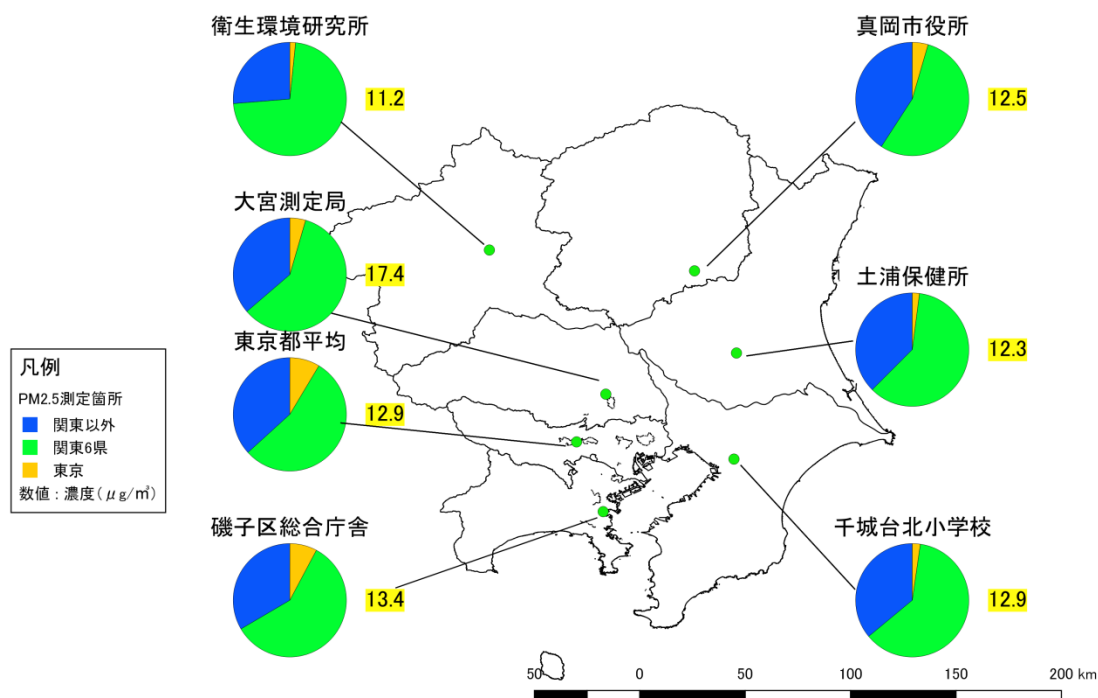 衛生環境研究所
11.2
真岡市役所
12.5
大宮測定局
17.4
土浦保健所
12.3
東京都平均
12.9
凡例
PM2.5測定箇所
関東以外
関東6県
東京
数値：濃度(μg/㎥)
磯子区総合庁舎
13.4
千城台北小学校
12.9
50 0 50 100 150 200 km